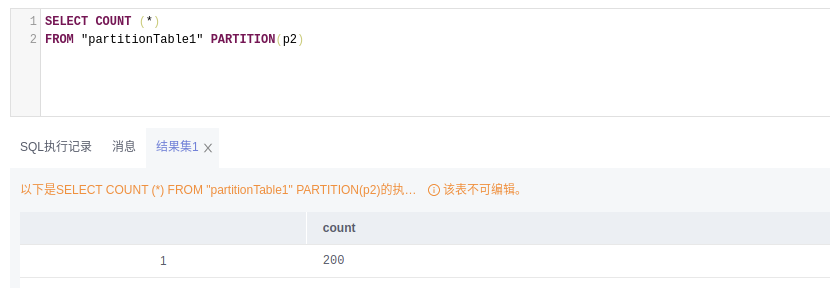 1 SELECT COUNT (*)
2 FROM "partitionTable1" PARTITION(p2)
SQL执行记录 消息 结果集1
以下是SELECT COUNT (*) FROM "partitionTable1" PARTITION(p2)的执... 该表不可编辑。
count
1 200